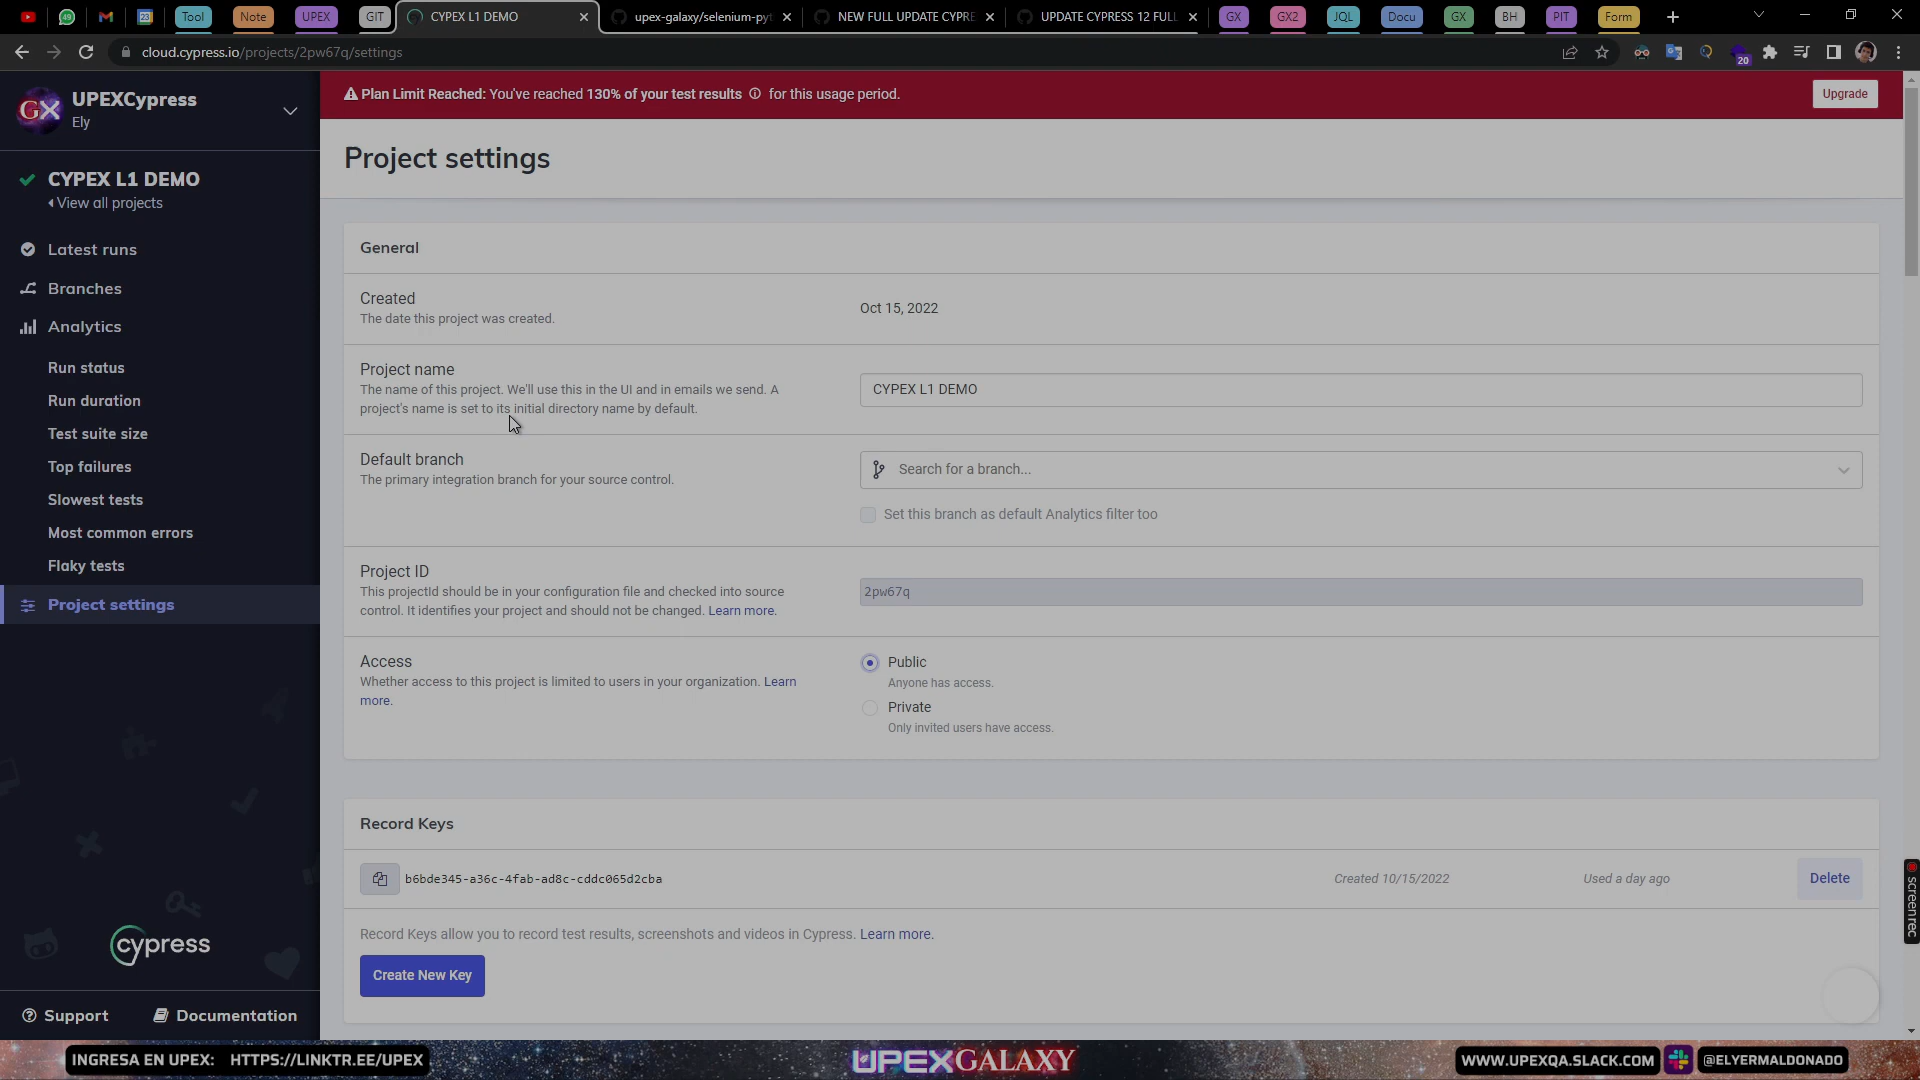 Tool
Note
UPEX
GIT
CYPEX L1 DEMO
upex-galaxy/selenium-pyt
NEW FULL UPDATE CYPRE
UPDATE CYPRESS 12 FULL
GX
GX2
JQL
Docu
GX
BH
PIT
Form
cloud.cypress.io/projects/2pw67q/settings
20
GX
UPEXCypress
Ely
Plan Limit Reached: You've reached 130% of your test results for this usage period.
Upgrade
CYPEX L1 DEMO
View all projects
Latest runs
Branches
Analytics
Run status
Run duration
Test suite size
Top failures
Slowest tests
Most common errors
Flaky tests
Project settings
cypress
Support
Documentation
Project settings
General
Created
The date this project was created.
Oct 15, 2022
Project name
The name of this project. We'll use this in the UI and in emails we send. A
project's name is set to its initial directory name by default.
CYPEX L1 DEMO
Default branch
The primary integration branch for your source control.
Search for a branch...
Set this branch as default Analytics filter too
Project ID
This projectId should be in your configuration file and checked into source
control. It identifies your project and should not be changed. Learn more.
2pw67q
Access
Whether access to this project is limited to users in your organization. Learn
more.
Public
Anyone has access.
Private
Only invited users have access.
Record Keys
b6bde345-a36c-4fab-ad8c-cddc065d2cba
Created 10/15/2022
Used a day ago
Delete
Record Keys allow you to record test results, screenshots and videos in Cypress. Learn more.
Create New Key
screenrec
INGRESA EN UPEX: HTTPS://LINKTR.EE/UPEX
UPEXGALAXY
WWW.UPEXQA.SLACK.COM
@ELYERMALDONADO